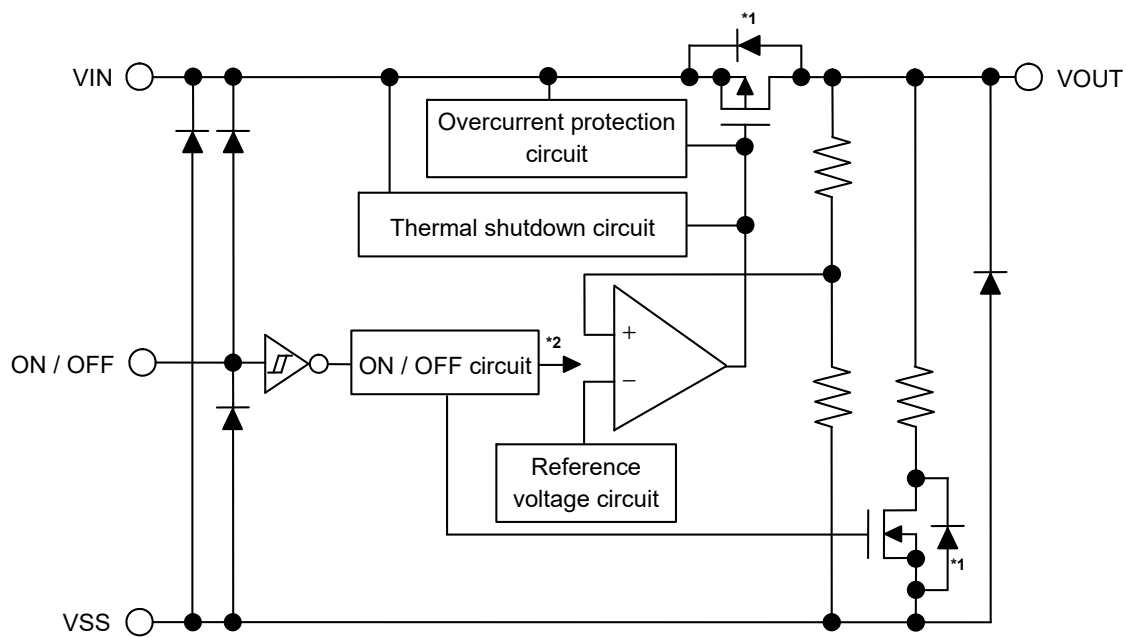 *1
VIN
VOUT
Overcurrent protection
circuit
Thermal shutdown circuit
+
ON / OFF
ON / OFF circuit
*2
−
Reference
voltage circuit
*1
VSS